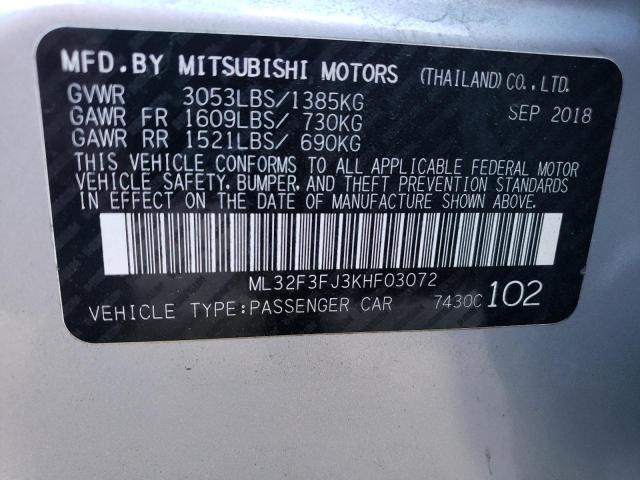 MFD.BY MITSUBISHI MOTORS (THAILAND)CO.,LTD.
GVWR 3053LBS/1385KG SEP 2018
GAWR FR 1609LBS/ 730KG
GAWR RR 1521LBS/ 690KG
THIS VEHICLE CONFORMS TO ALL APPLICABLE FEDERAL MOTOR
VEHICLE SAFETY, BUMPER, AND THEFT PREVENTION STANDARDS
IN EFFECT ON THE DATE OF MANUFACTURE SHOWN ABOVE.
ML32F3FJ3KHF03072
VEHICLE TYPE:PASSENGER CAR 7430C 102